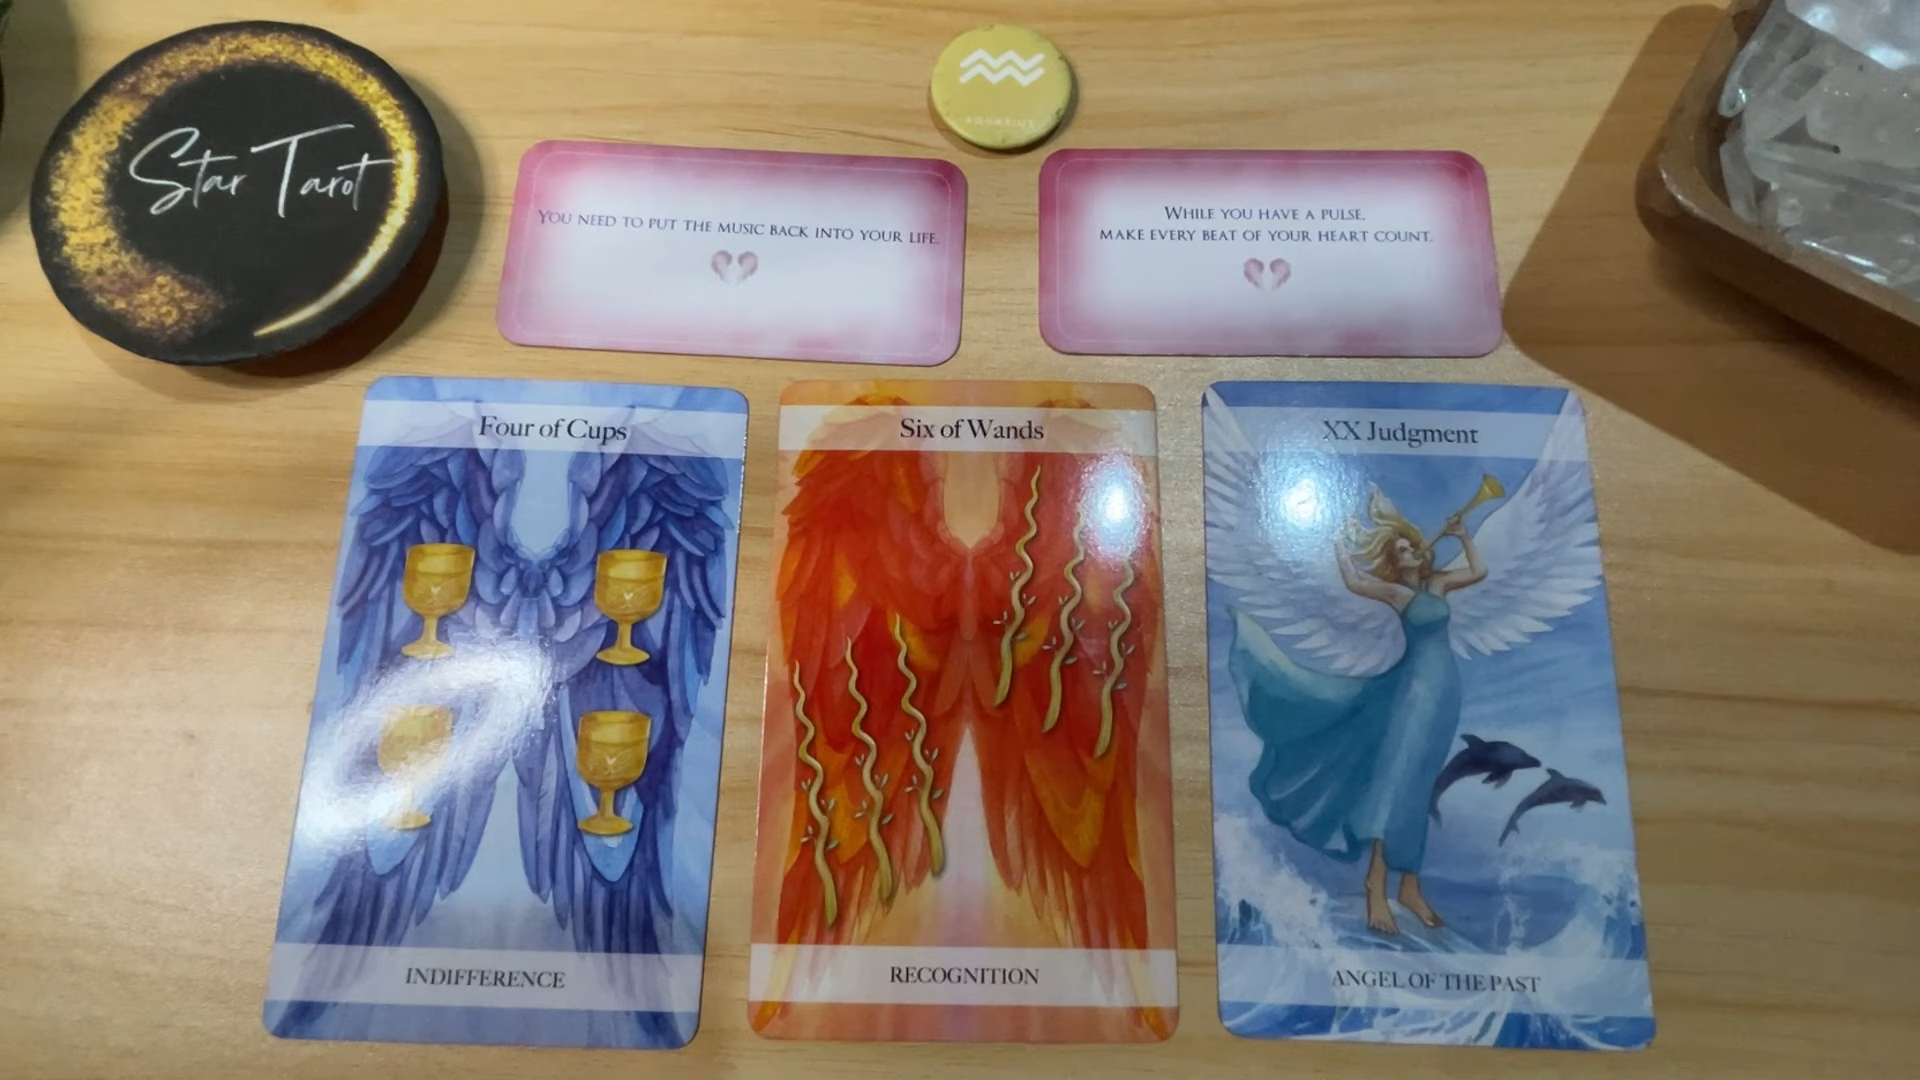 Star Tarot
AQUARIUS
YOU NEED TO PUT THE MUSIC BACK INTO YOUR LIFE.
WHILE YOU HAVE A PULSE,
MAKE EVERY BEAT OF YOUR HEART COUNT.
Four of Cups
INDIFFERENCE
Six of Wands
RECOGNITION
XX Judgment
ANGEL OF THE PAST